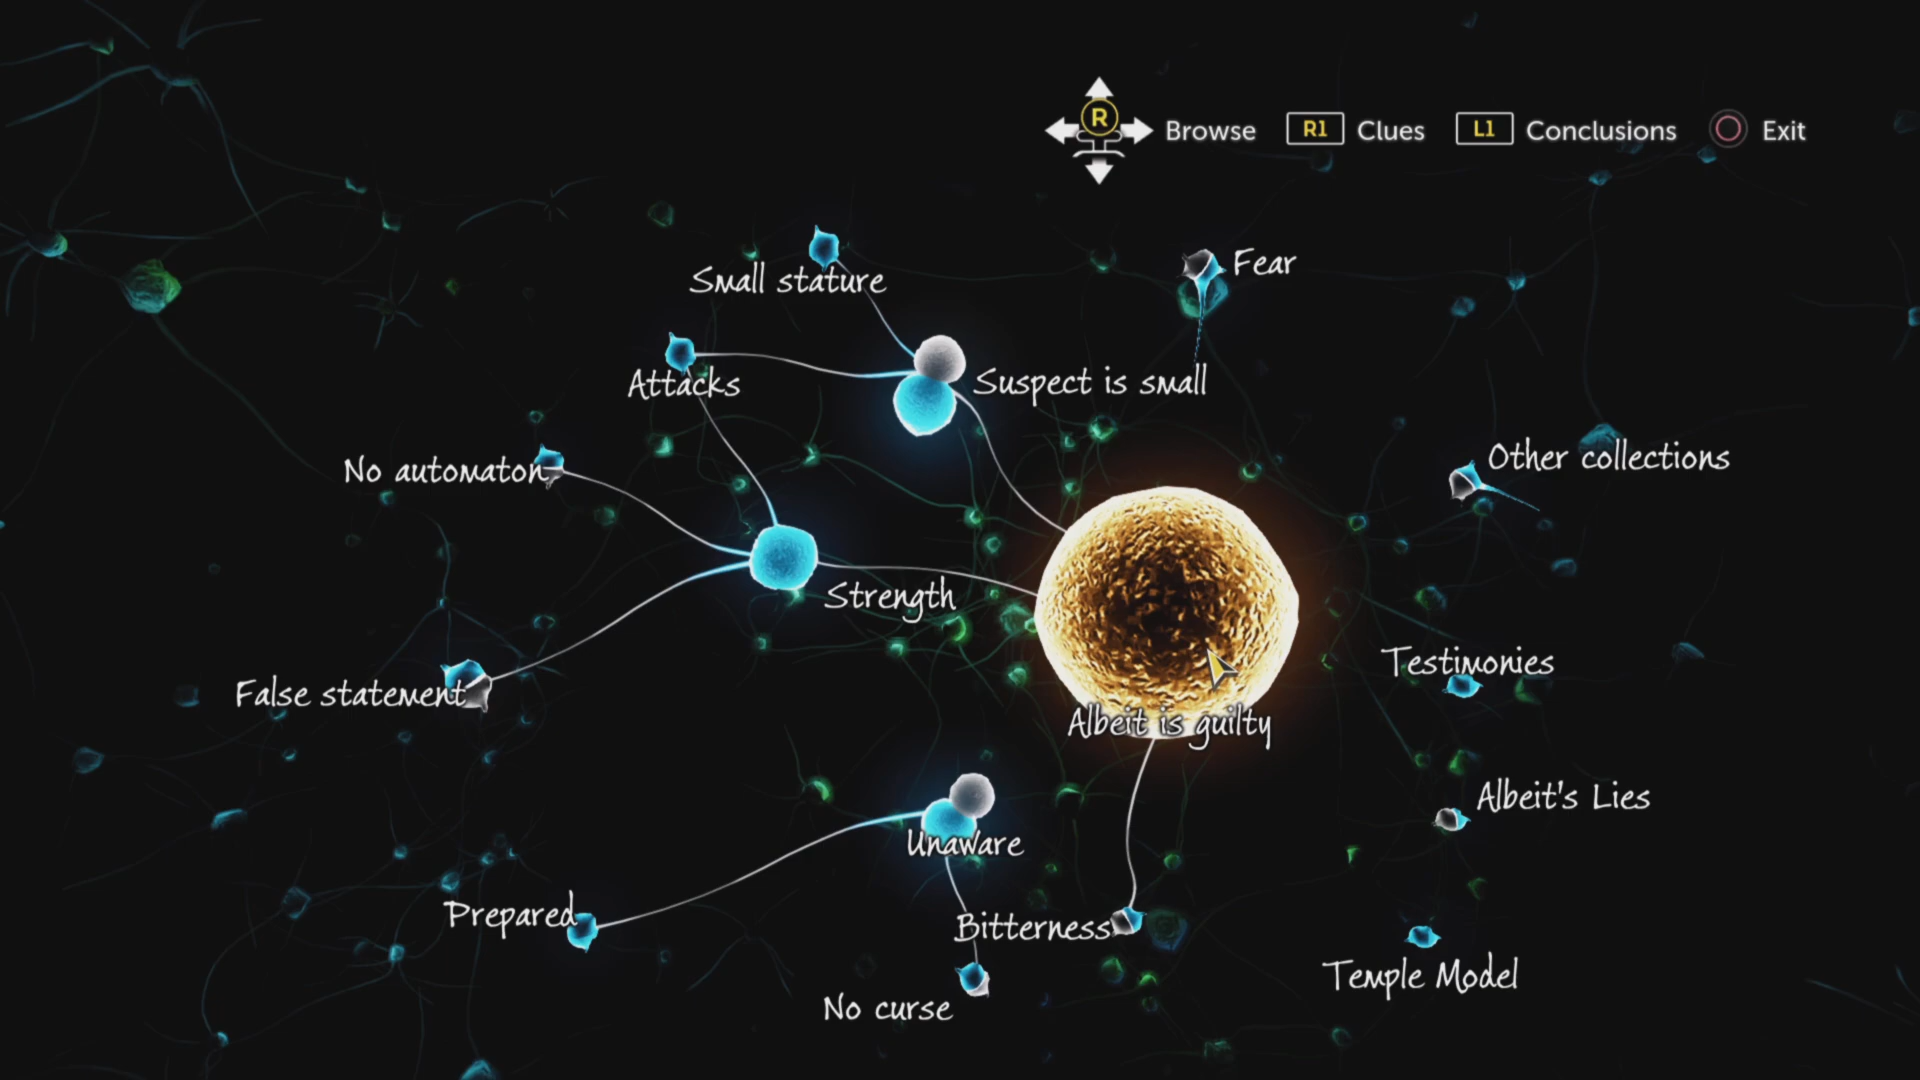 R Browse R1 Clues L1 Conclusions Exit
Fear
Small stature
Attacks
Suspect is small
No automaton
Other collections
Strength
Testimonies
False statement
Albeit is guilty
Albeit's Lies
Unaware
Prepared
Bitterness
Temple Model
No curse